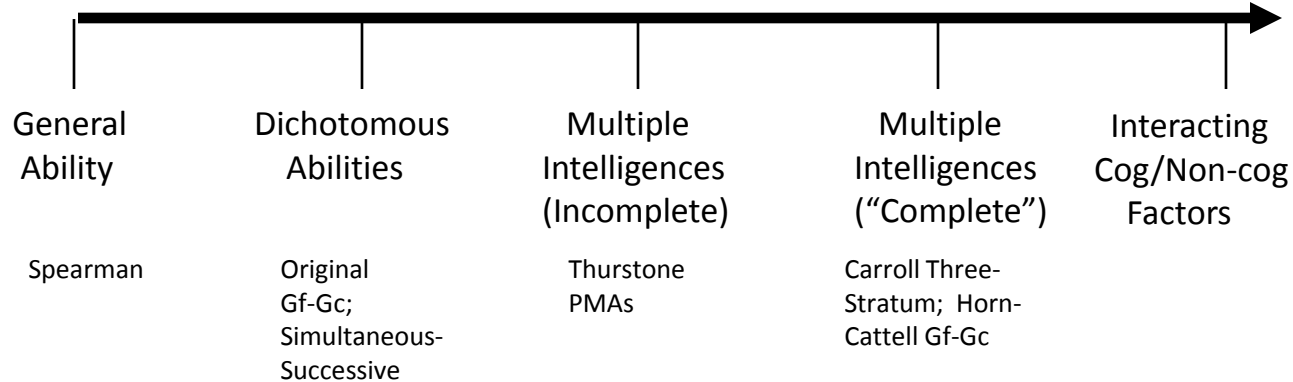 General
Ability
Dichotomous
Abilities
Multiple
Intelligences
(Incomplete)
Multiple
Intelligences
(“Complete”)
Interacting
Cog/Non-cog
Factors
Spearman
Original
Gf-Gc;
Simultaneous-
Successive
Thurstone
PMAs
Carroll Three-
Stratum; Horn-
Cattell Gf-Gc